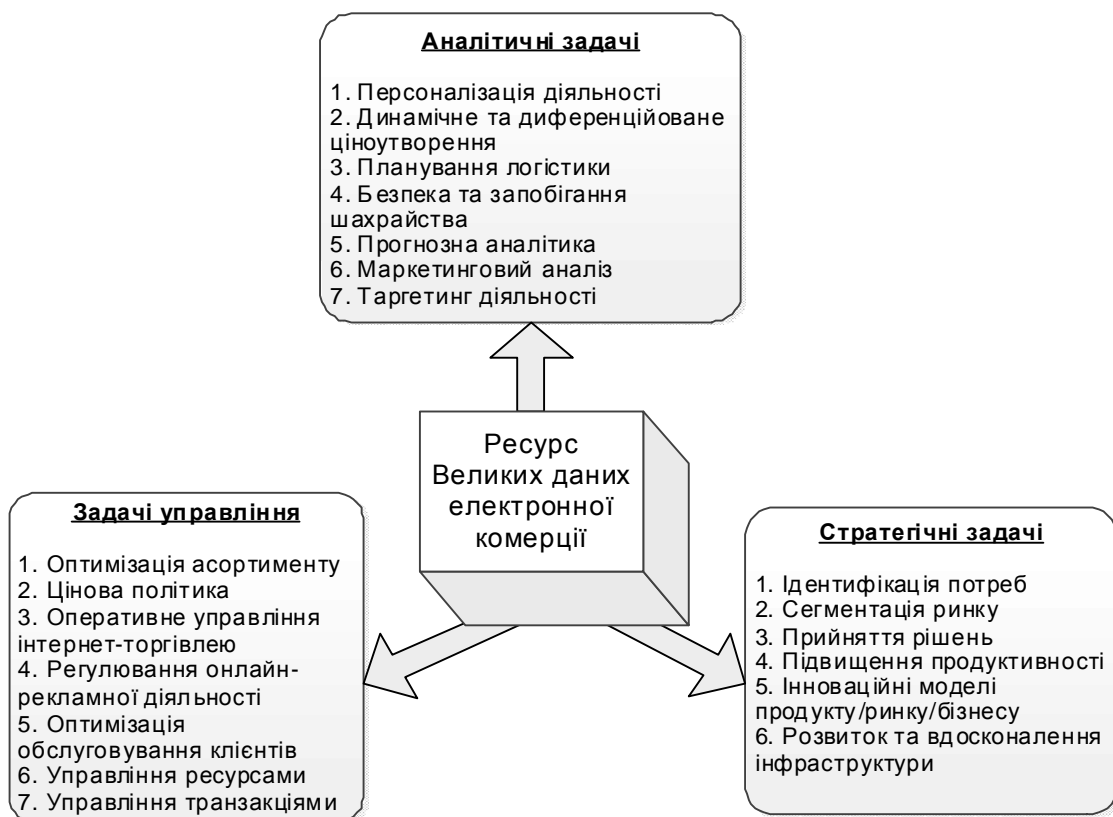 Аналітичні задачі
1. Персоналізація діяльності
2. Динамічне та диференційоване
ціноутворення
3. Планування логістики
4. Безпека та запобігання
шахрайства
5. Прогнозна аналітика
6. Маркетинговий аналіз
7. Таргетинг діяльності
Ресурс
Великих даних
електронної
комерції
Задачі управління
1. Оптимізація асортименту
2. Цінова політика
3. Оперативне управління
інтернет-торгівлею
4. Регулювання онлайн-
рекламної діяльності
5. Оптимізація
обслуговування клієнтів
6. Управління ресурсами
7. Управління транзакціями
Стратегічні задачі
1. Ідентифікація потреб
2. Сегментація ринку
3. Прийняття рішень
4. Підвищення продуктивності
5. Інноваційні моделі
продукту/ринку/бізнесу
6. Розвиток та вдосконалення
інфраструктури